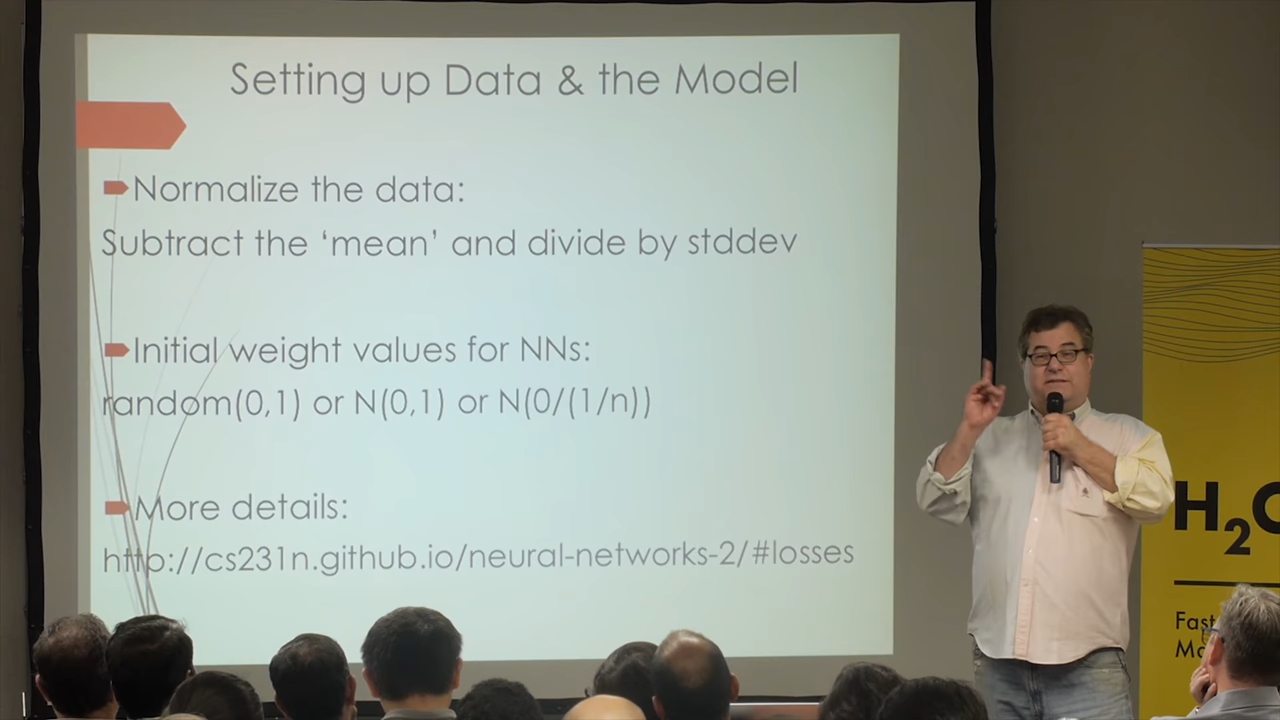 Setting up Data & the Model
Normalize the data:
Subtract the ‘mean’ and divide by stddev
Initial weight values for NNs:
random(0,1) or N(0,1) or N(0/(1/n))
More details:
http://cs231n.github.io/neural-networks-2/#losses
H2